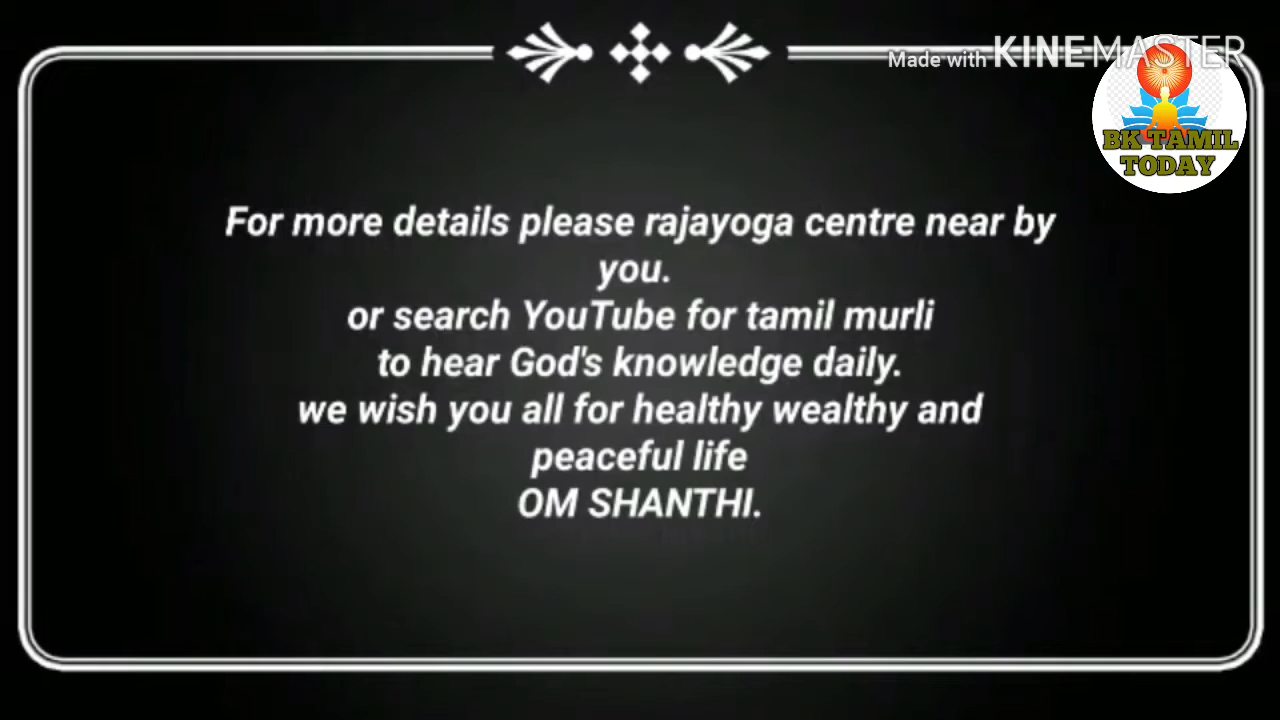 Made with KINEMASTER
BK TAMIL
TODAY
For more details please rajayoga centre near by
you.
or search YouTube for tamil murli
to hear God's knowledge daily.
we wish you all for healthy wealthy and
peaceful life
OM SHANTHI.